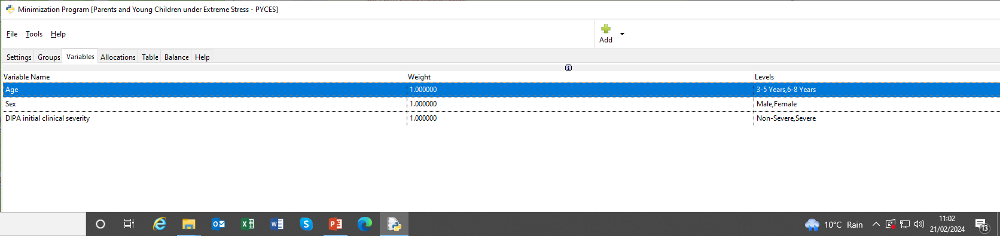 Minimization Program [Parents and Young Children under Extreme Stress - PYCES]
File Tools Help
Add
Settings Groups Variables Allocations Table Balance Help
i
Variable Name Weight Levels
Age 1.000000 3-5 Years,6-8 Years
Sex 1.000000 Male,Female
DIPA initial clinical severity 1.000000 Non-Severe,Severe
10°C Rain
11:02
21/02/2024
13